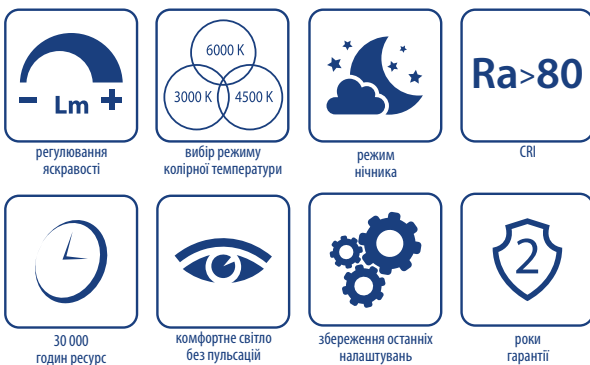 Lm
6000 K
3000 K 4500 K
Ra>80
регулювання
яскравості
вибір режиму
колірної температури
режим
нічника
CRI
2
30 000
годин ресурс
комфортне світло
без пульсацій
збереження останніх
налаштувань
роки
гарантії